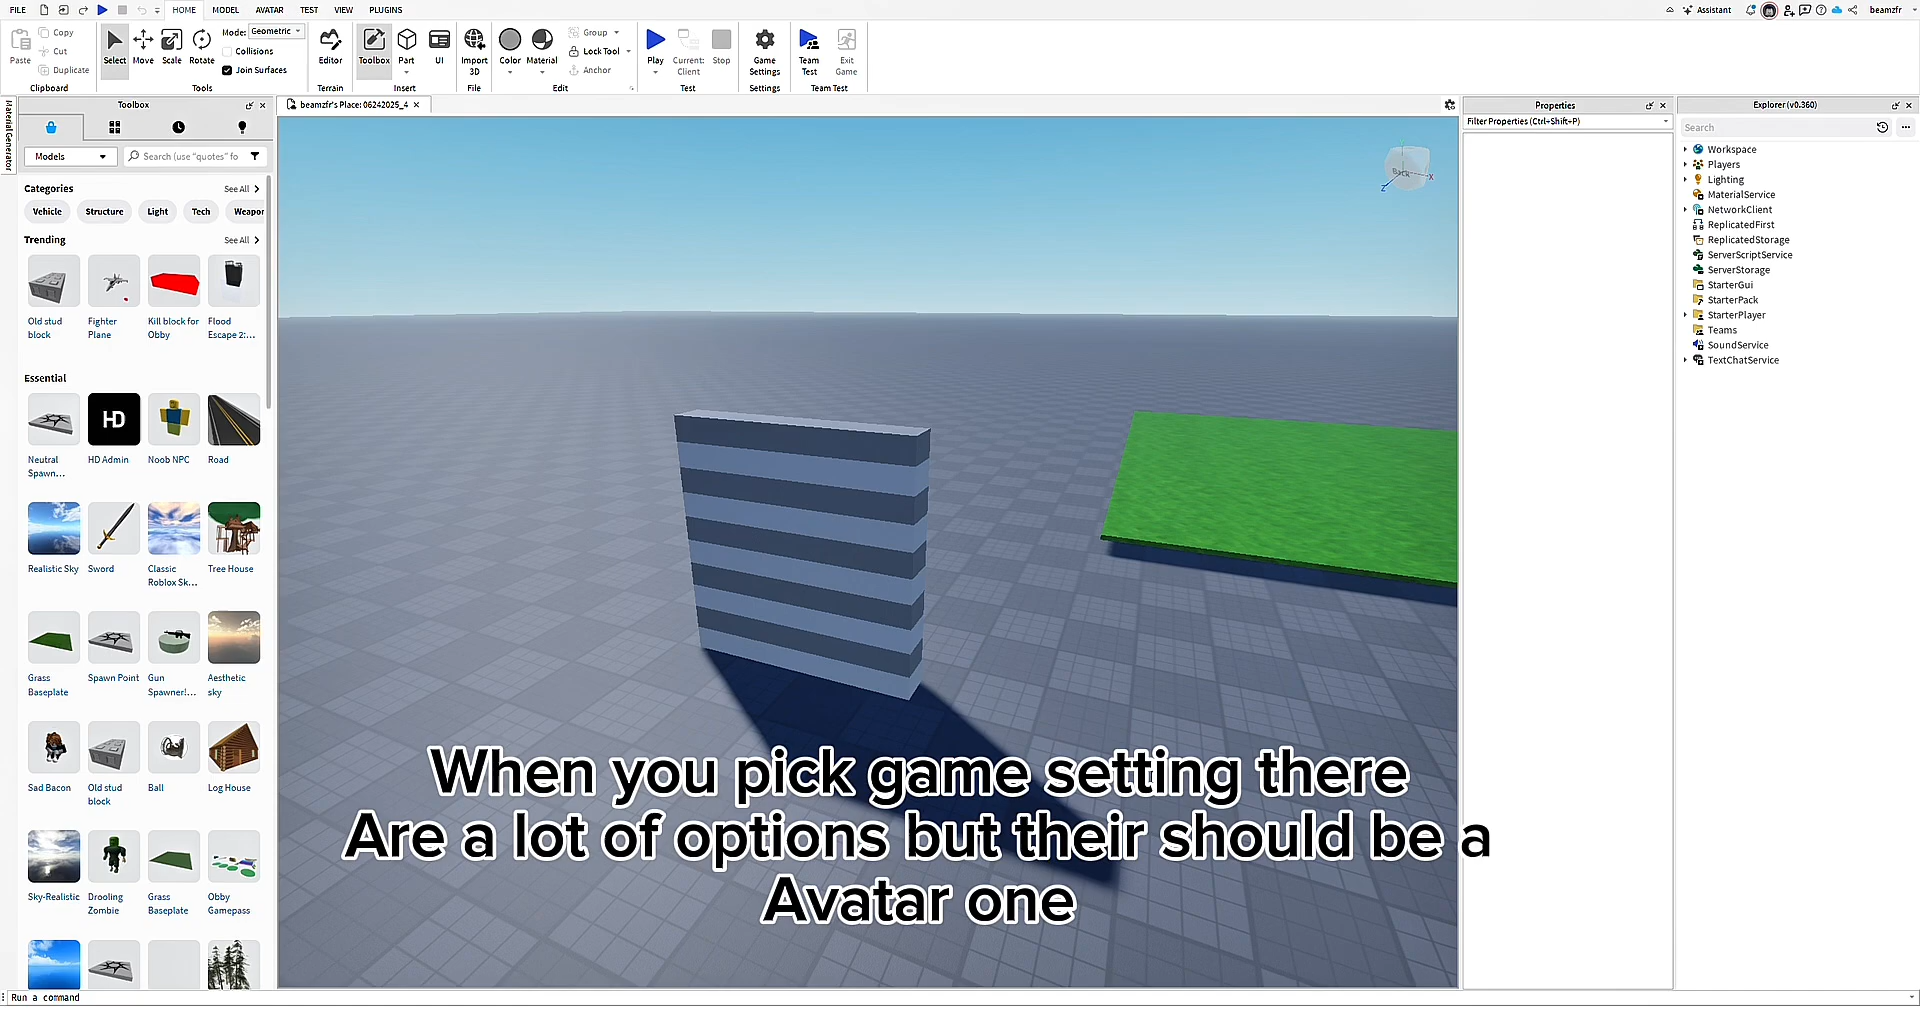 FILE
HOME
MODEL
AVATAR
TEST
VIEW
PLUGINS
Assistant
beamzfr
Paste
Copy
Cut
Duplicate
Clipboard
Select
Move
Scale
Rotate
Mode: Geometric
Collisions
Join Surfaces
Tools
Editor
Terrain
Toolbox
Part
UI
Insert
Import
3D
File
Color
Material
Group
Lock Tool
Anchor
Edit
Play
Current:
Client
Stop
Test
Game
Settings
Settings
Team
Test
Exit
Game
Team Test
Material Generator
Toolbox
Models
Search (use "quotes" fo
Categories
See All
Vehicle
Structure
Light
Tech
Weapon
Trending
See All
Old stud
block
Fighter
Plane
Kill block for
Obby
Flood
Escape 2:...
Essential
HD
Neutral
Spawn...
HD Admin
Noob NPC
Road
Realistic Sky
Sword
Classic
Roblox Sk...
Tree House
Grass
Baseplate
Spawn Point
Gun
Spawner!...
Aesthetic
sky
Sad Bacon
Old stud
block
Ball
Log House
Sky-Realistic
Drooling
Zombie
Grass
Baseplate
Obby
Gamepass
beamzfr's Place: 06242025_4
Back
X
Z
When you pick game setting there
Are a lot of options but their should be a
Avatar one
Properties
Filter Properties (Ctrl+Shift+P)
Explorer (v0.360)
Search
Workspace
Players
Lighting
MaterialService
NetworkClient
ReplicatedFirst
ReplicatedStorage
ServerScriptService
ServerStorage
StarterGui
StarterPack
StarterPlayer
Teams
SoundService
TextChatService
Run a command